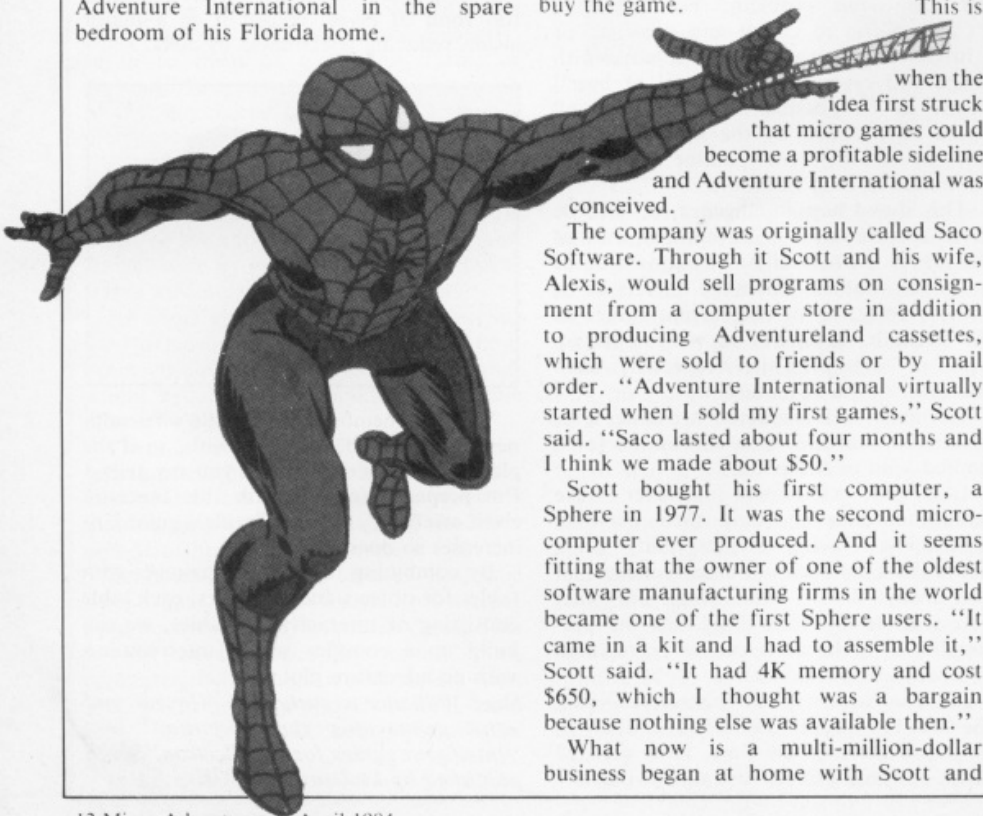 Adventure International in the spare
bedroom of his Florida home.
buy the game.
This is
when the
idea first struck
that micro games could
become a profitable sideline
and Adventure International was
conceived.
The company was originally called Saco
Software. Through it Scott and his wife,
Alexis, would sell programs on consign-
ment from a computer store in addition
to producing Adventureland cassettes,
which were sold to friends or by mail
order. “Adventure International virtually
started when I sold my first games,” Scott
said. “Saco lasted about four months and
I think we made about $50.”
Scott bought his first computer, a
Sphere in 1977. It was the second micro-
computer ever produced. And it seems
fitting that the owner of one of the oldest
software manufacturing firms in the world
became one of the first Sphere users. “It
came in a kit and I had to assemble it,”
Scott said. “It had 4K memory and cost
$650, which I thought was a bargain
because nothing else was available then.”
What now is a multi-million-dollar
business began at home with Scott and